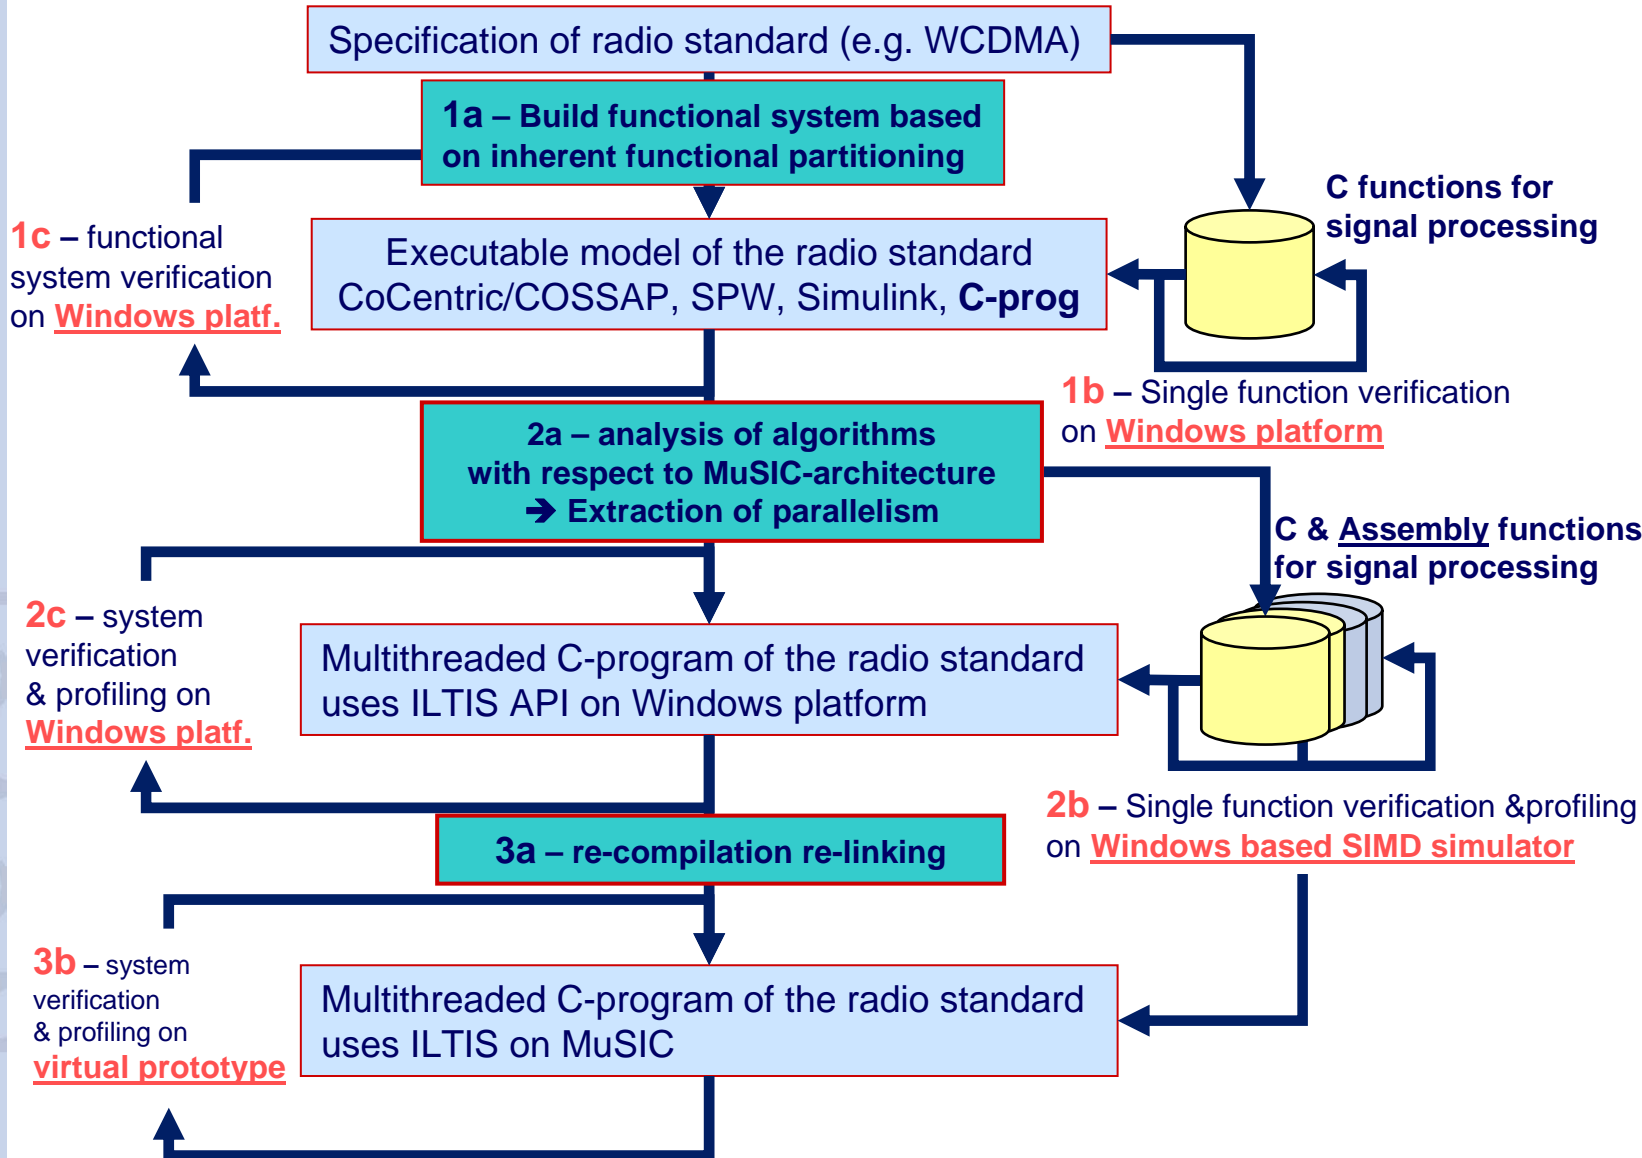 Specification of radio standard (e.g. WCDMA)
1a – Build functional system based
on inherent functional partitioning
C functions for
signal processing
1c – functional
system verification
on Windows platf.
Executable model of the radio standard
CoCentric/COSSAP, SPW, Simulink, C-prog
1b – Single function verification
on Windows platform
2a – analysis of algorithms
with respect to MuSIC-architecture
➔ Extraction of parallelism
C & Assembly functions
for signal processing
2c – system
verification
& profiling on
Windows platf.
Multithreaded C-program of the radio standard
uses ILTIS API on Windows platform
2b – Single function verification &profiling
on Windows based SIMD simulator
3a – re-compilation re-linking
3b – system
verification
& profiling on
virtual prototype
Multithreaded C-program of the radio standard
uses ILTIS on MuSIC